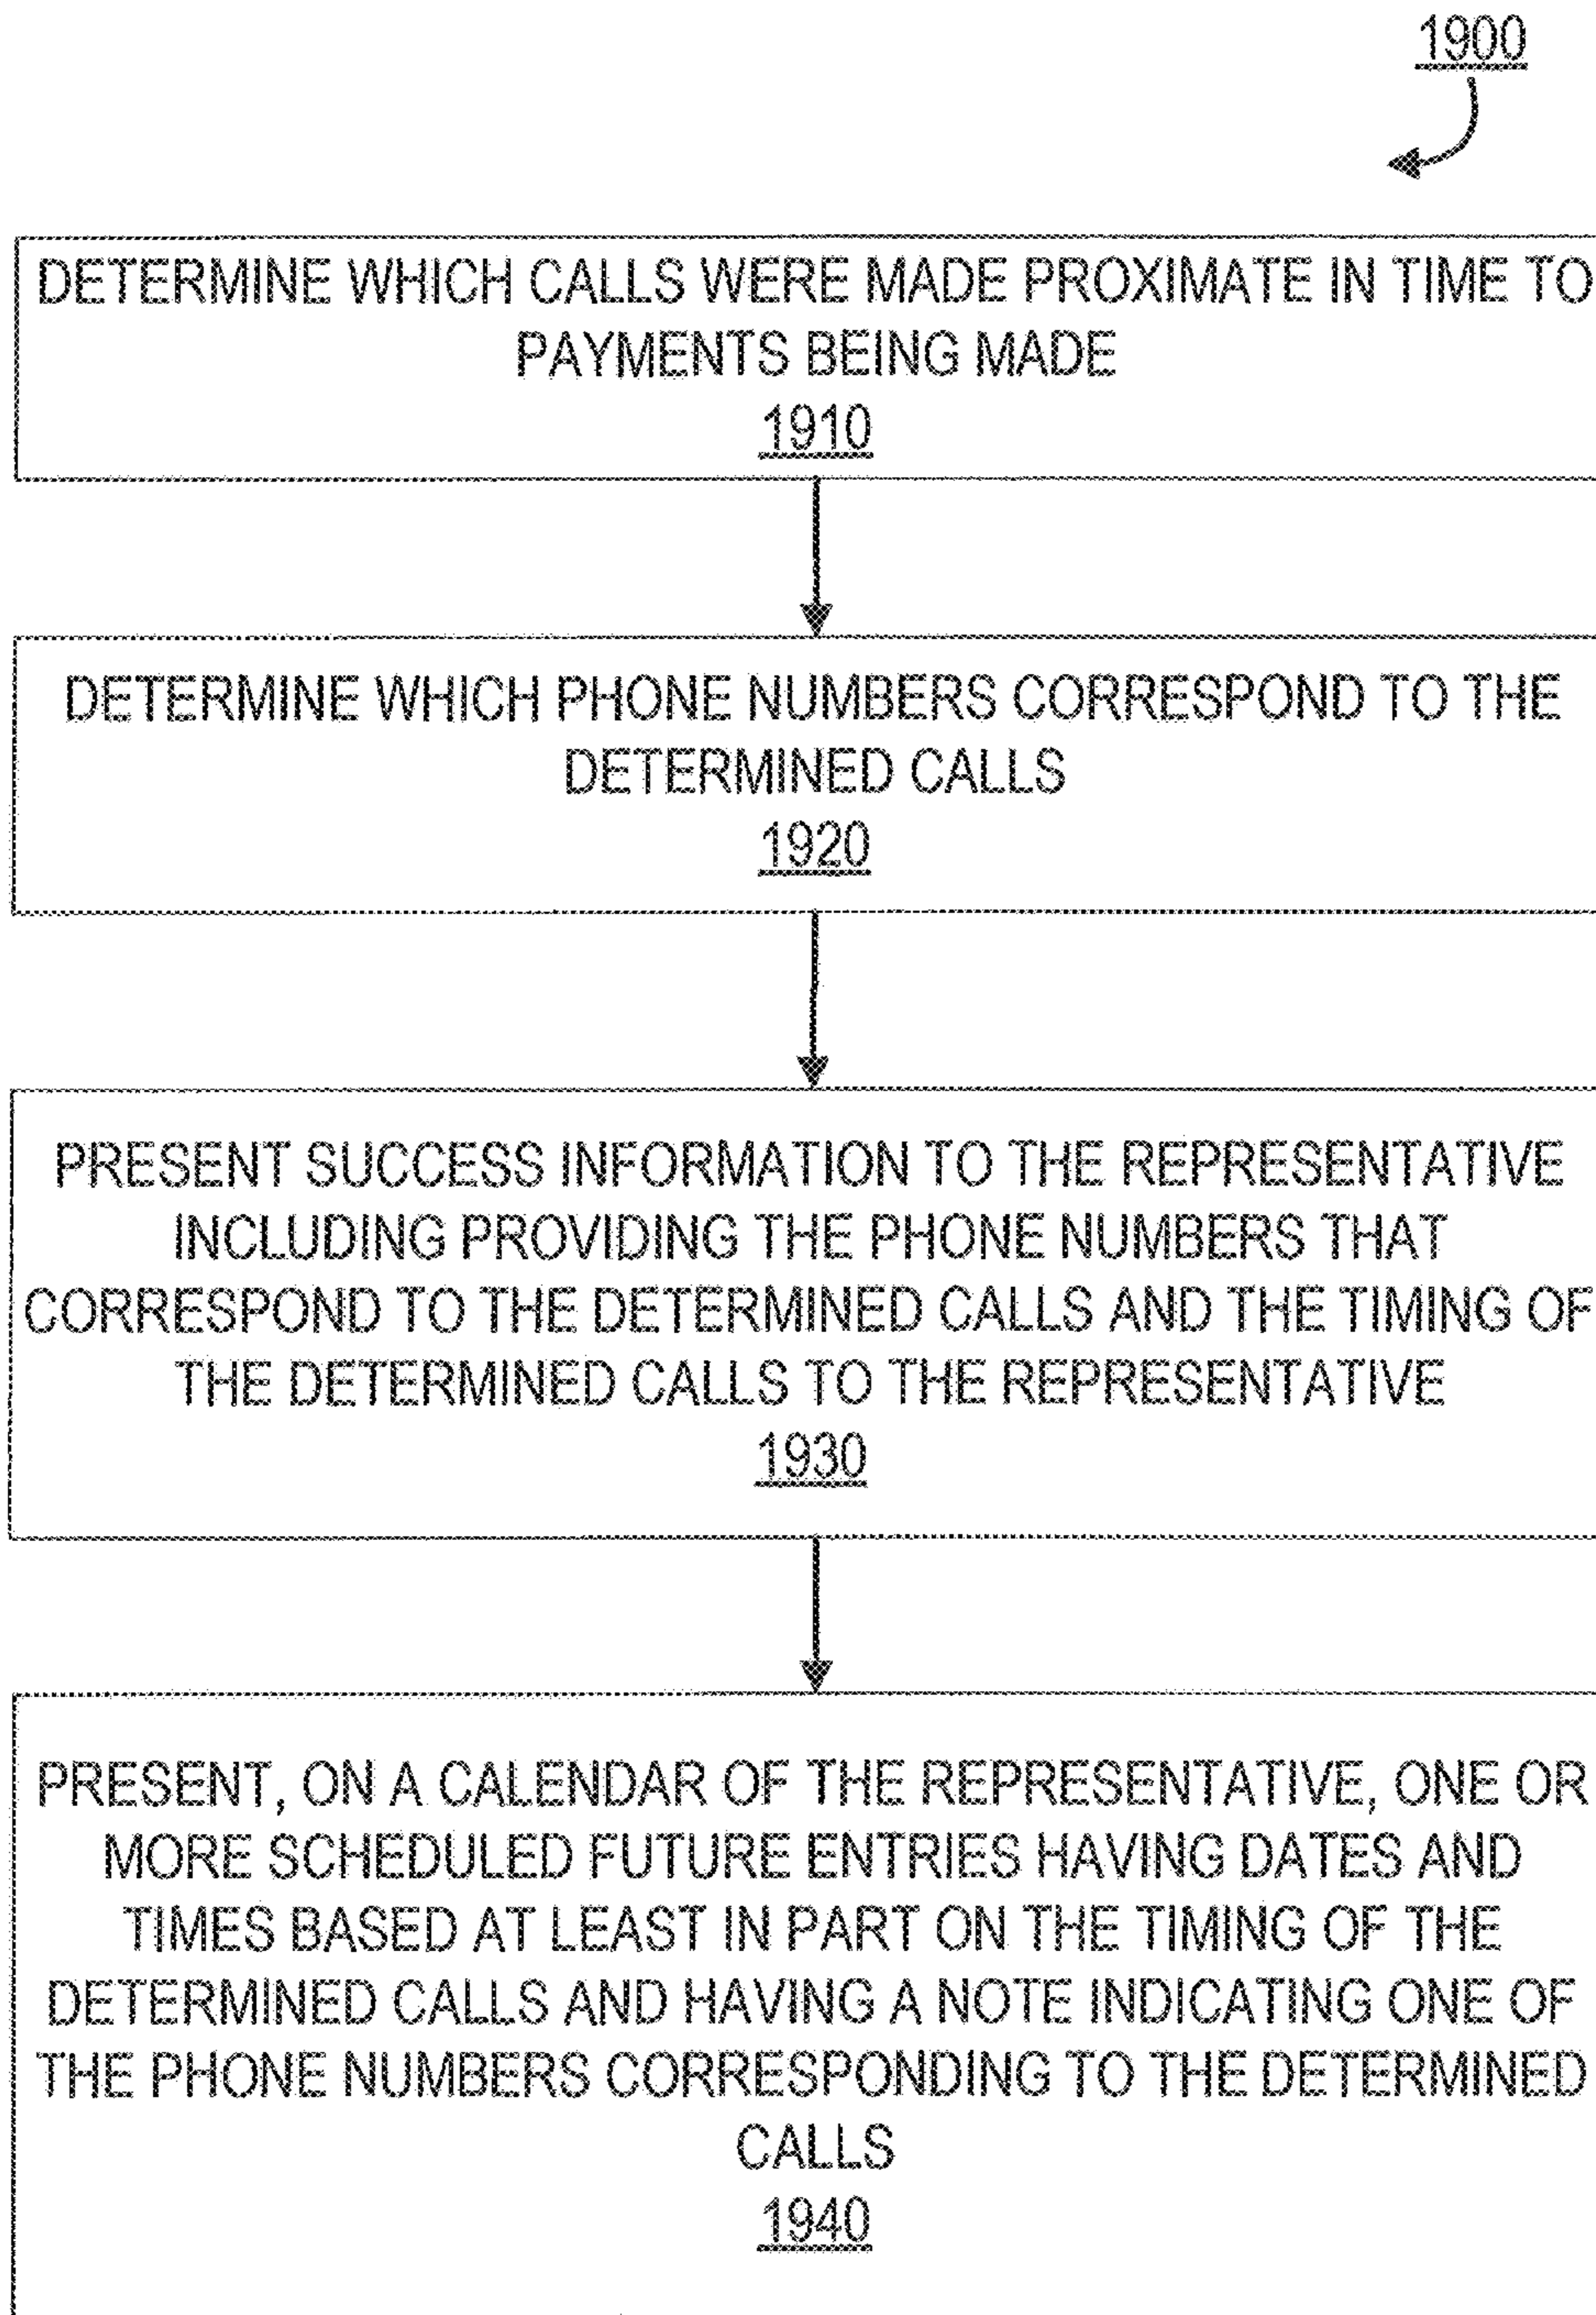 1900
DETERMINE WHICH CALLS WERE MADE PROXIMATE IN TIME TO
PAYMENTS BEING MADE
1910
DETERMINE WHICH PHONE NUMBERS CORRESPOND TO THE
DETERMINED CALLS
1920
PRESENT SUCCESS INFORMATION TO THE REPRESENTATIVE
INCLUDING PROVIDING THE PHONE NUMBERS THAT
CORRESPOND TO THE DETERMINED CALLS AND THE TIMING OF
THE DETERMINED CALLS TO THE REPRESENTATIVE
1930
PRESENT, ON A CALENDAR OF THE REPRESENTATIVE, ONE OR
MORE SCHEDULED FUTURE ENTRIES HAVING DATES AND
TIMES BASED AT LEAST IN PART ON THE TIMING OF THE
DETERMINED CALLS AND HAVING A NOTE INDICATING ONE OF
THE PHONE NUMBERS CORRESPONDING TO THE DETERMINED
CALLS
1940